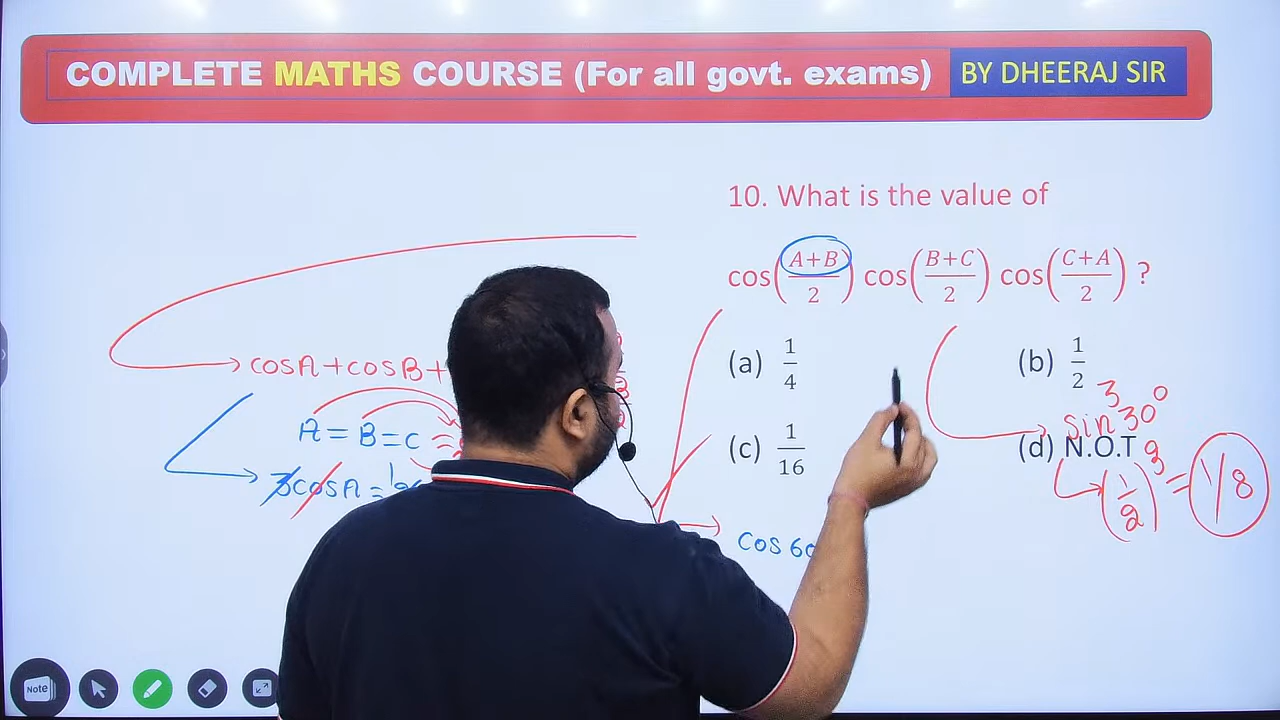 COMPLETE MATHS COURSE (For all govt. exams) BY DHEERAJ SIR
10. What is the value of
cos(A+B/2) cos(B+C/2) cos(C+A/2) ?
(a) 1/4
(b) 1/2
(c) 1/16
(d) N.O.T
cosA+cosB+
A=B=C
3cosA=
sin³30°
(1/2)³=1/8
cos 60
Note